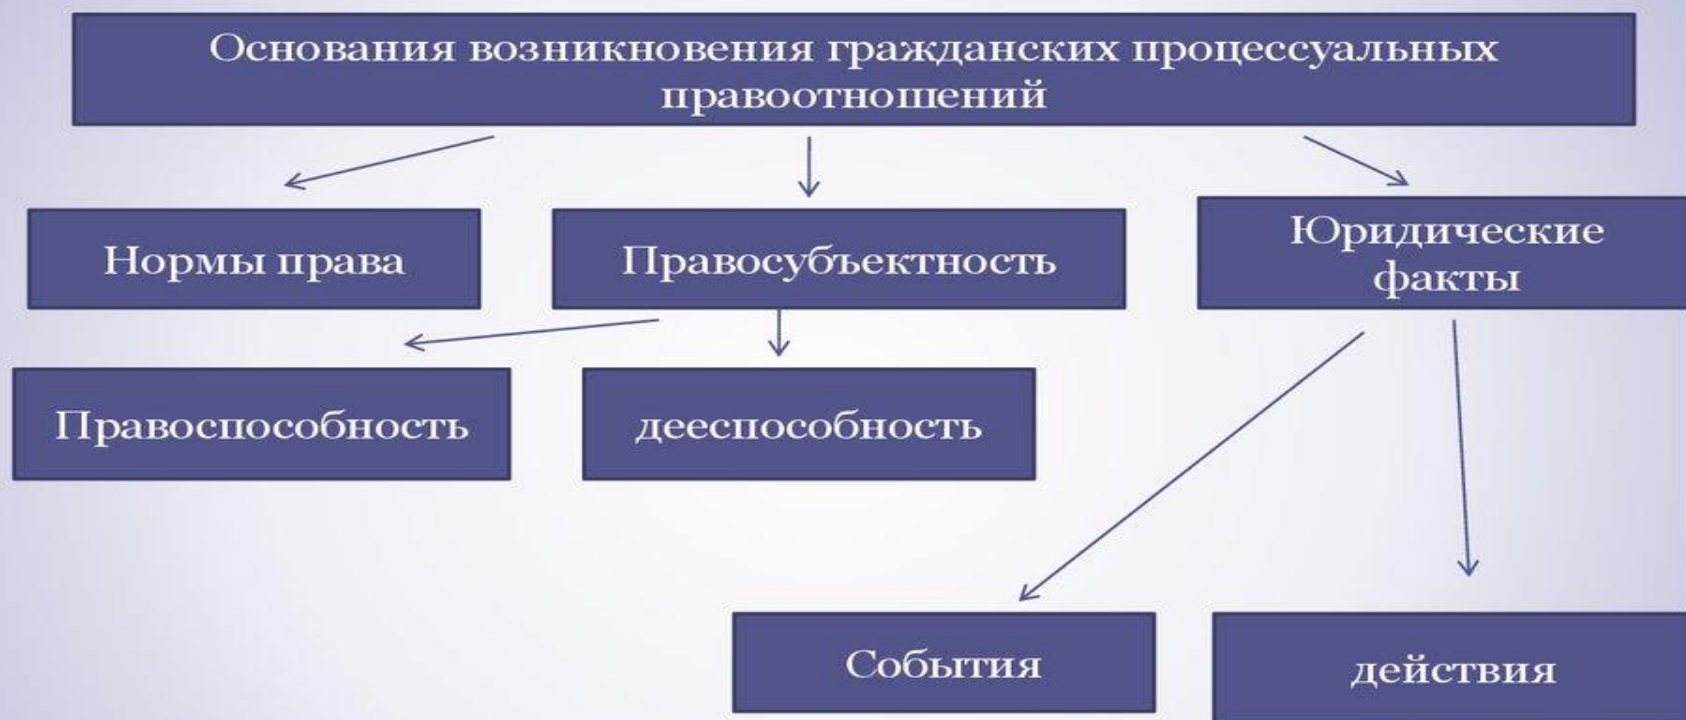 Основания возникновения гражданских процессуальных
правоотношений
Нормы права
Правосубъектность
Юридические
факты
Правоспособность
дееспособность
События
действия